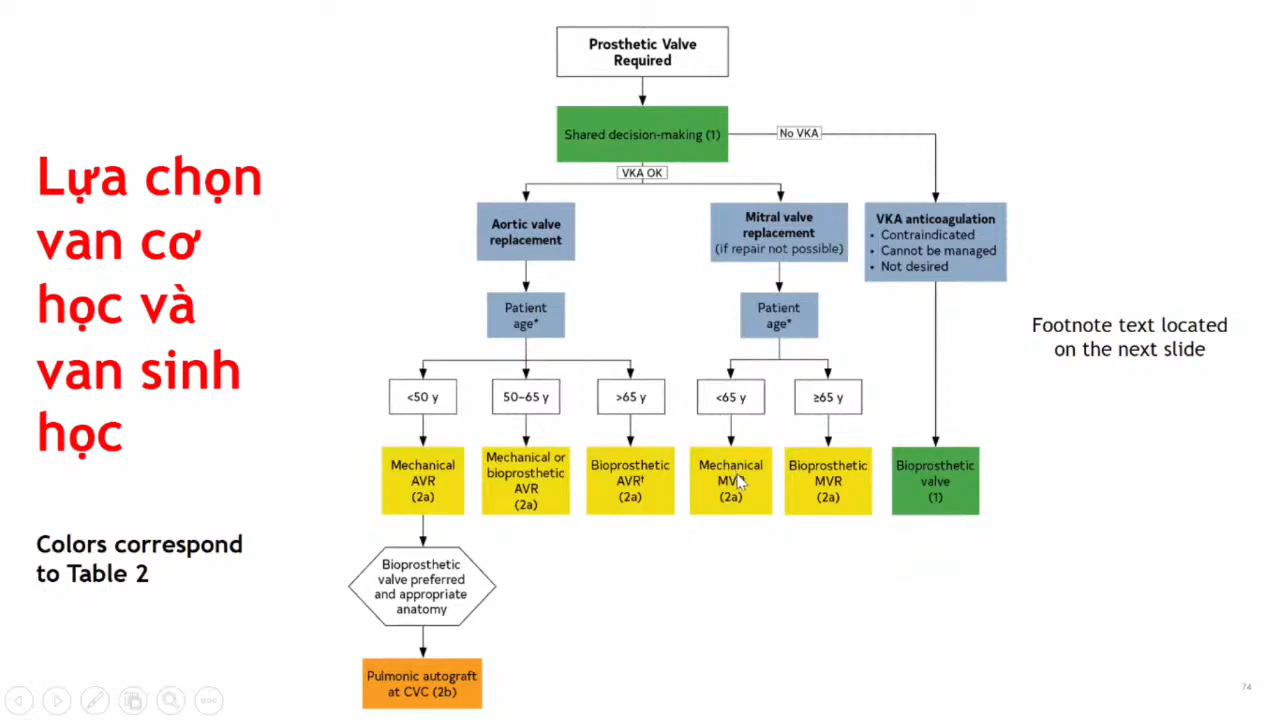 Lựa chọn
van cơ
học và
van sinh
học
Colors correspond
to Table 2
Prosthetic Valve
Required
Shared decision-making (1)
No VKA
VKA OK
Aortic valve
replacement
Mitral valve
replacement
(if repair not possible)
VKA anticoagulation
• Contraindicated
• Cannot be managed
• Not desired
Patient
age*
Patient
age*
<50 y
50–65 y
>65 y
<65 y
≥65 y
Mechanical
AVR
(2a)
Mechanical or
bioprosthetic
AVR
(2a)
Bioprosthetic
AVR†
(2a)
Mechanical
(2a)
Bioprosthetic
MVR
(2a)
Bioprosthetic
valve
(1)
Bioprosthetic
valve preferred
and appropriate
anatomy
Pulmonic autograft
at CVC (2b)
Footnote text located
on the next slide
74